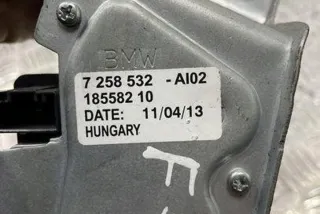 BMW
7 258 532 -AI02
185582 10
DATE: 11/04/13
HUNGARY